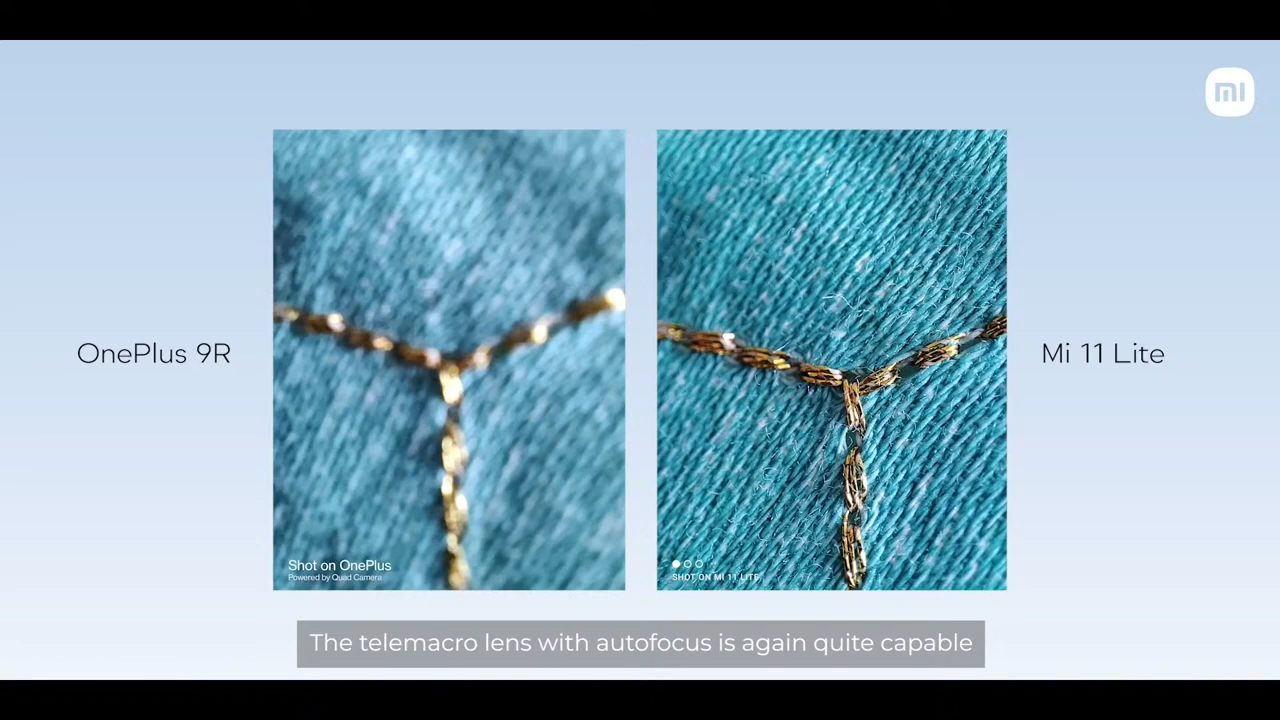 mi
OnePlus 9R
Mi 11 Lite
Shot on OnePlus
Powered by Quad Camera
SHOT ON MI 11 LITE
The telemacro lens with autofocus is again quite capable